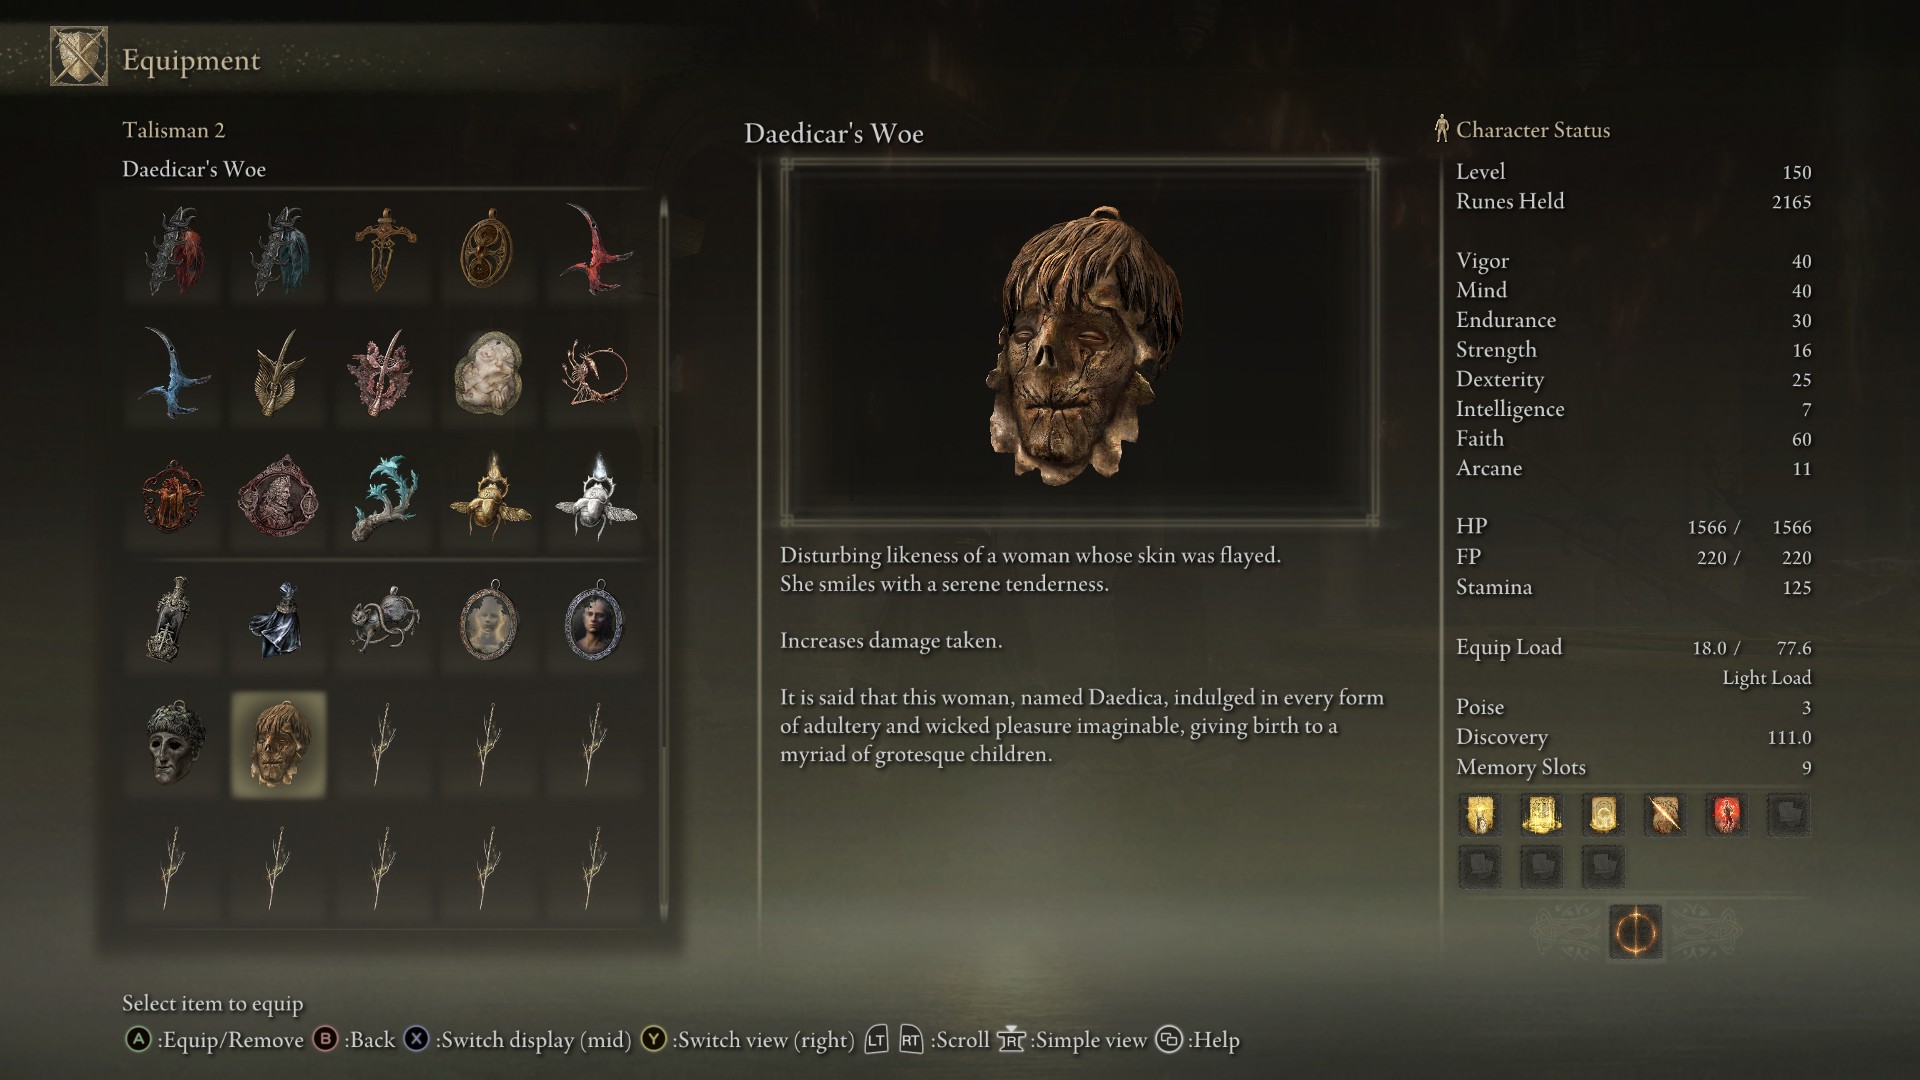 Equipment
Talisman 2
Daedicar's Woe
Daedicar's Woe
Disturbing likeness of a woman whose skin was flayed.
She smiles with a serene tenderness.
Increases damage taken.
It is said that this woman, named Daedica, indulged in every form
of adultery and wicked pleasure imaginable, giving birth to a
myriad of grotesque children.
Character Status
Level 150
Runes Held 2165
Vigor 40
Mind 40
Endurance 30
Strength 16
Dexterity 25
Intelligence 7
Faith 60
Arcane 11
HP 1566 / 1566
FP 220 / 220
Stamina 125
Equip Load 18.0 / 77.6
Light Load
Poise 3
Discovery 111.0
Memory Slots 9
Select item to equip
A :Equip/Remove B :Back X :Switch display (mid) Y :Switch view (right) LT RT :Scroll R :Simple view :Help